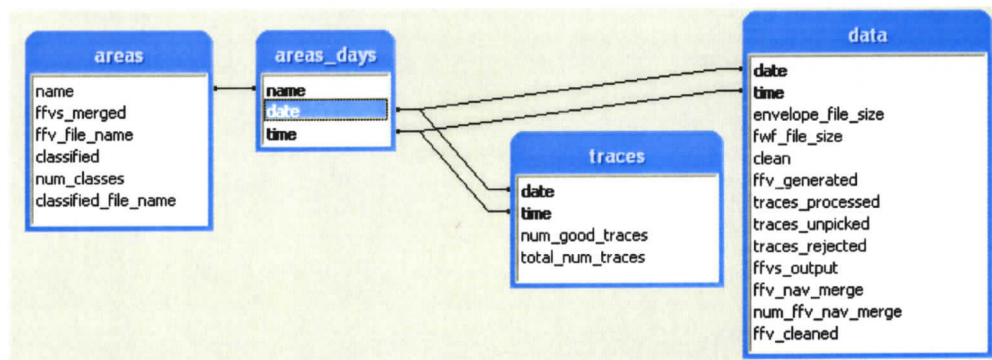 areas
name
ffvs_merged
ffv_file_name
classified
num_classes
classified_file_name
areas_days
name
date
time
traces
date
time
num_good_traces
total_num_traces
data
date
time
envelope_file_size
fwf_file_size
clean
ffv_generated
traces_processed
traces_unpicked
traces_rejected
ffvs_output
ffv_nav_merge
num_ffv_nav_merge
ffv_cleaned